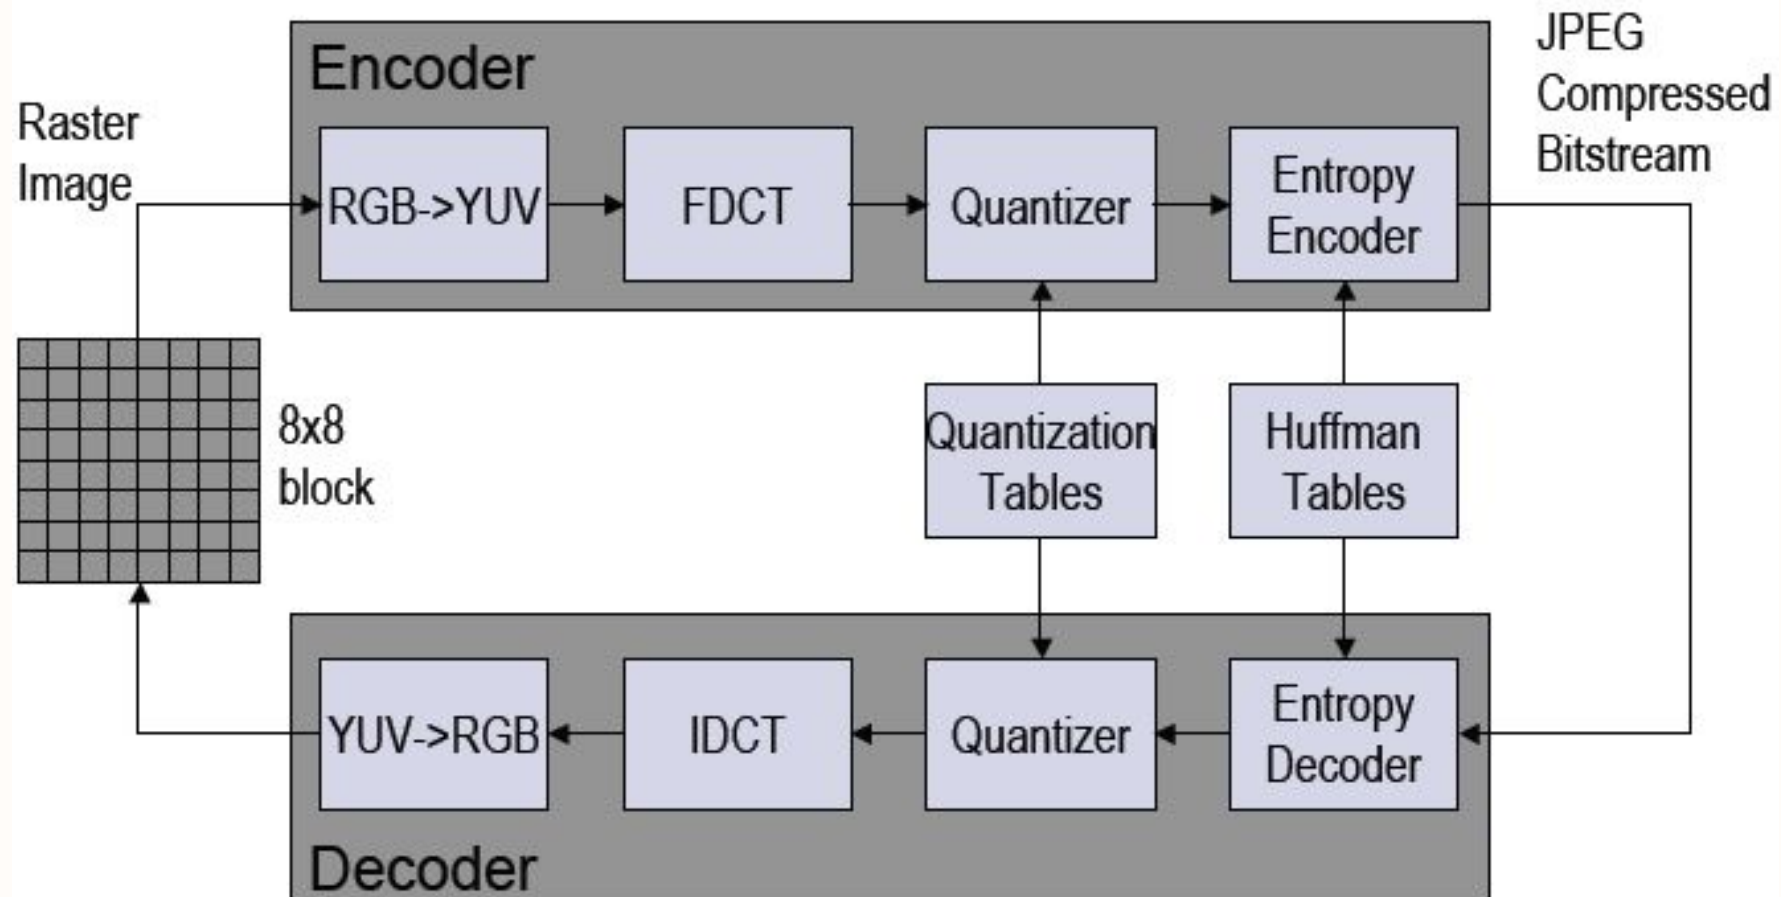 JPEG
Compressed
Bitstream
Encoder
Raster
Image
RGB->YUV
FDCT
Quantizer
Entropy
Encoder
8x8
block
Quantization
Tables
Huffman
Tables
YUV->RGB
IDCT
Quantizer
Entropy
Decoder
Decoder